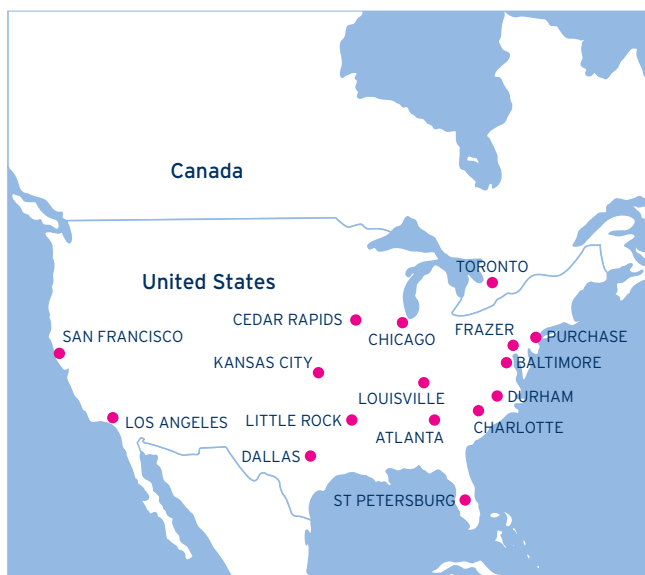 Canada
TORONTO
United States
CEDAR RAPIDS
CHICAGO
FRAZER
PURCHASE
SAN FRANCISCO
KANSAS CITY
BALTIMORE
LOUISVILLE
DURHAM
LOS ANGELES
LITTLE ROCK
ATLANTA
CHARLOTTE
DALLAS
ST PETERSBURG